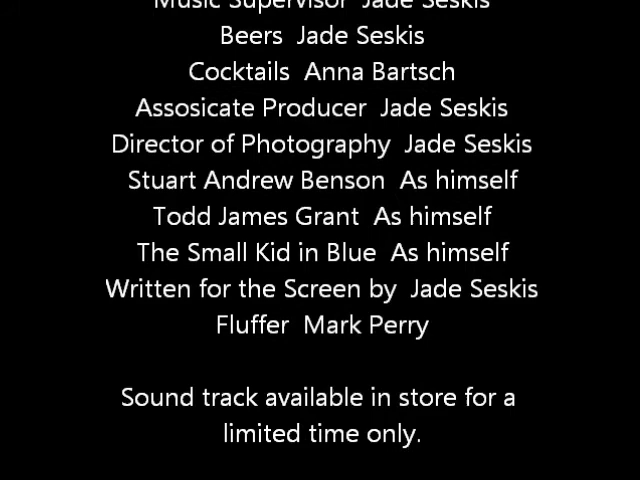 Music Supervisor  Jade Seskis
Beers  Jade Seskis
Cocktails  Anna Bartsch
Assosicate Producer  Jade Seskis
Director of Photography  Jade Seskis
Stuart Andrew Benson  As himself
Todd James Grant  As himself
The Small Kid in Blue  As himself
Written for the Screen by  Jade Seskis
Fluffer  Mark Perry
Sound track available in store for a
limited time only.